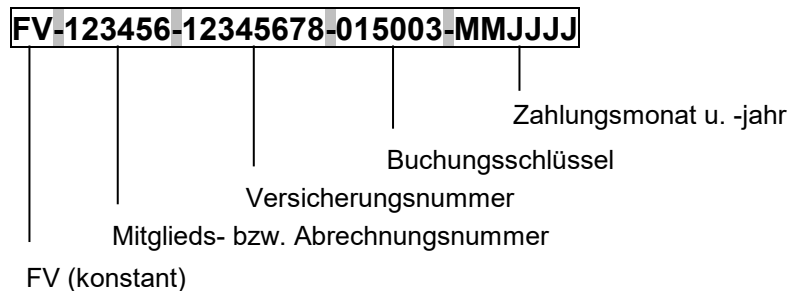 FV-123456-12345678-015003-MMJJJJ
Zahlungsmonat u. -jahr
Buchungsschlüssel
Versicherungsnummer
Mitglieds- bzw. Abrechnungsnummer
FV (konstant)